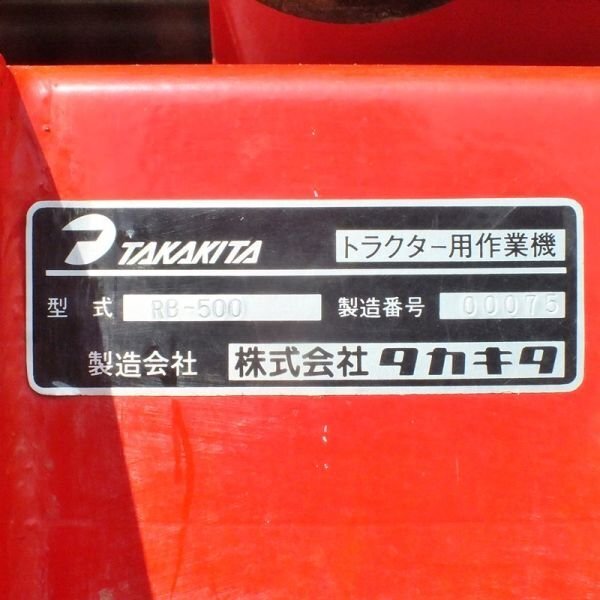 TAKAKITA トラクター用作業機
型式 RB-500 製造番号 00075
製造会社 株式会社 タカキタ